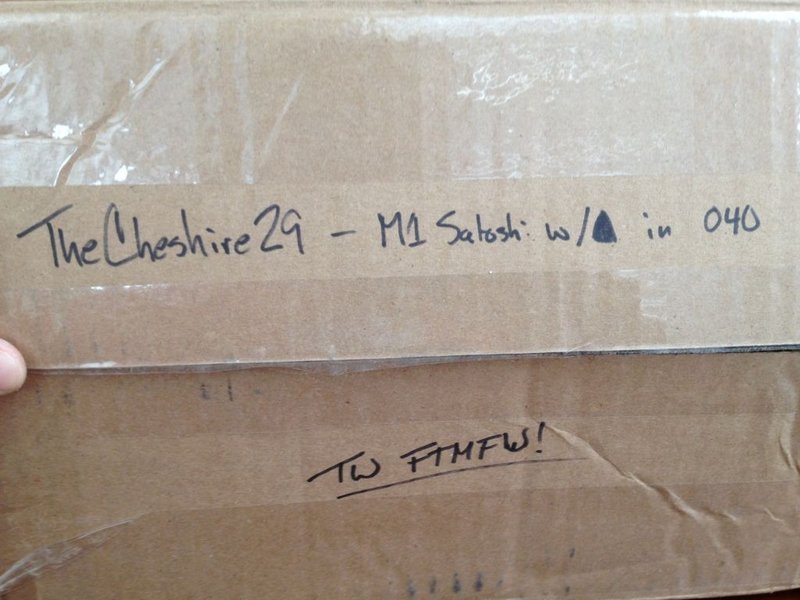 TheCheshire29 - M1 Satoshi w/▲ in 040
TW FTMFW!